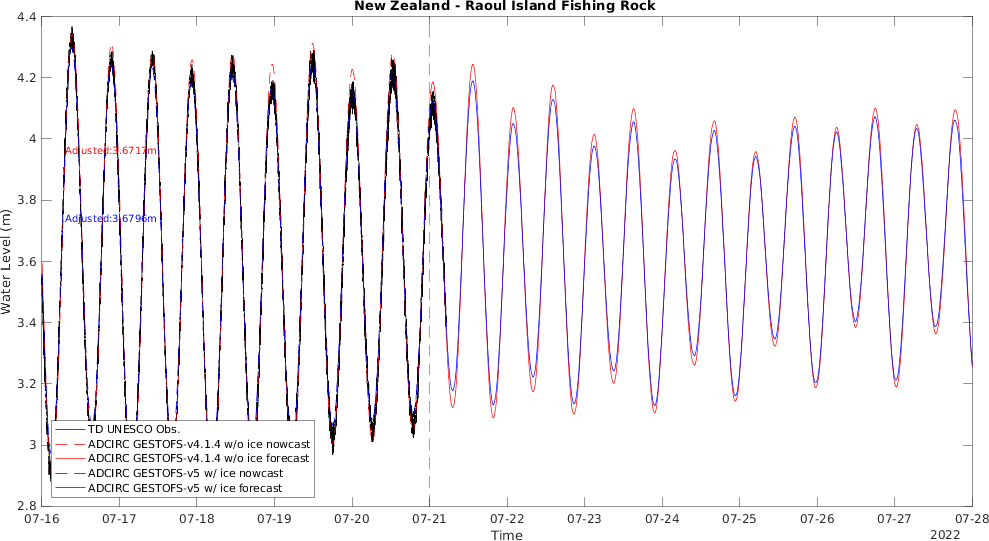 New Zealand - Raoul Island Fishing Rock
4.4
4.2
4
3.8
3.6
3.4
3.2
3
2.8
Water Level (m)
Adjusted:3.6717m
Adjusted:3.6796m
TD UNESCO Obs.
ADCIRC GESTOFS-v4.1.4 w/o ice nowcast
ADCIRC GESTOFS-v4.1.4 w/o ice forecast
ADCIRC GESTOFS-v5 w/ ice nowcast
ADCIRC GESTOFS-v5 w/ ice forecast
07-16 07-17 07-18 07-19 07-20 07-21 07-22 07-23 07-24 07-25 07-26 07-27 07-28
Time
2022